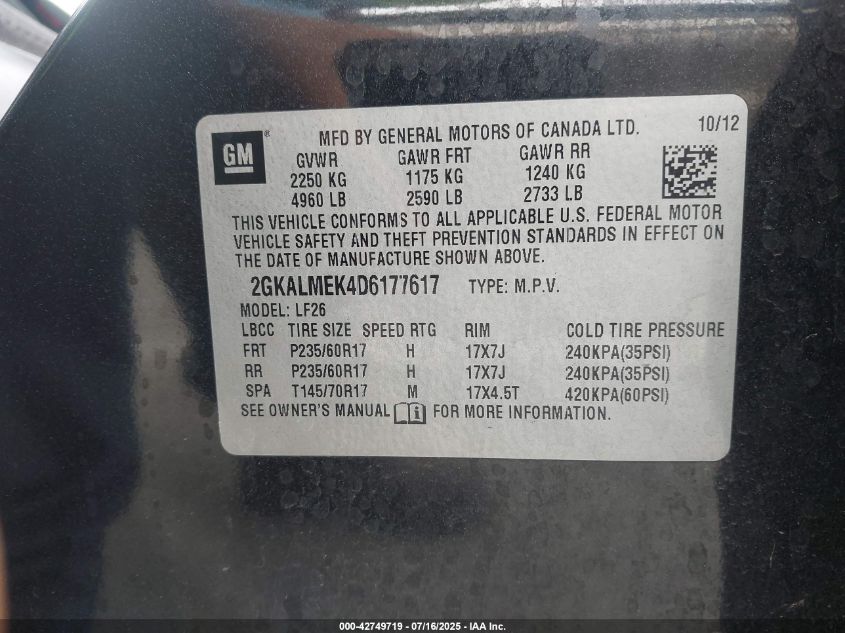 GM ® MFD BY GENERAL MOTORS OF CANADA LTD. 10/12
GVWR GAWR FRT GAWR RR
2250 KG 1175 KG 1240 KG
4960 LB 2590 LB 2733 LB
THIS VEHICLE CONFORMS TO ALL APPLICABLE U.S. FEDERAL MOTOR
VEHICLE SAFETY AND THEFT PREVENTION STANDARDS IN EFFECT ON
THE DATE OF MANUFACTURE SHOWN ABOVE.
2GKALMEK4D6177617 TYPE: M.P.V.
MODEL: LF26
LBCC TIRE SIZE SPEED RTG RIM COLD TIRE PRESSURE
FRT P235/60R17 H 17X7J 240KPA(35PSI)
RR P235/60R17 H 17X7J 240KPA(35PSI)
SPA T145/70R17 M 17X4.5T 420KPA(60PSI)
SEE OWNER'S MANUAL i FOR MORE INFORMATION.
000-42749719 - 07/16/2025 - IAA Inc.